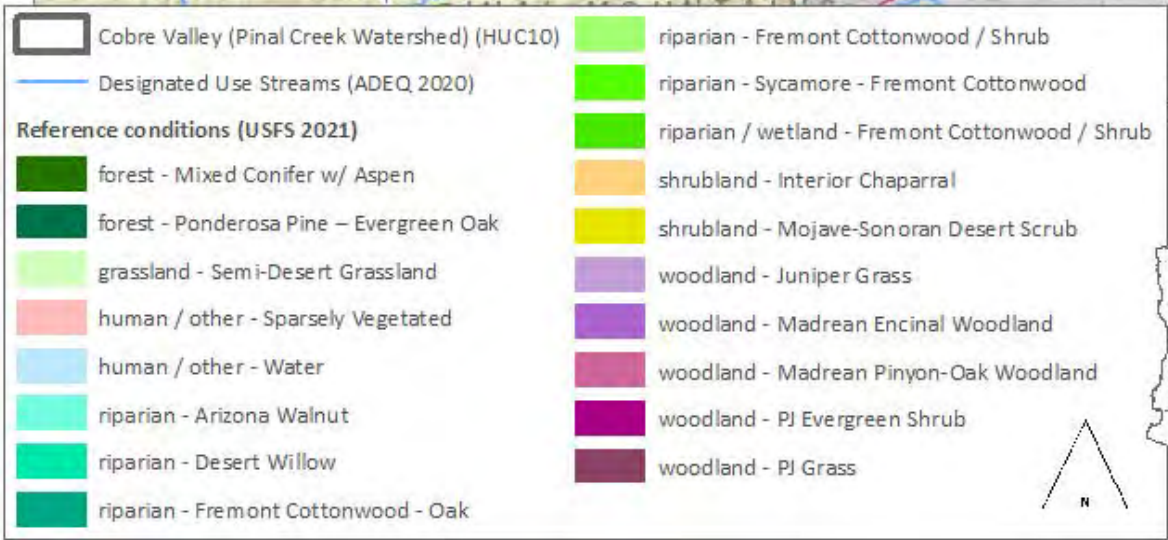 Cobre Valley (Pinal Creek Watershed) (HUC10)
Designated Use Streams (ADEQ 2020)
Reference conditions (USFS 2021)
forest - Mixed Conifer w/ Aspen
forest - Ponderosa Pine – Evergreen Oak
grassland - Semi-Desert Grassland
human / other - Sparsely Vegetated
human / other - Water
riparian - Arizona Walnut
riparian - Desert Willow
riparian - Fremont Cottonwood - Oak
riparian - Fremont Cottonwood / Shrub
riparian - Sycamore - Fremont Cottonwood
riparian / wetland - Fremont Cottonwood / Shrub
shrubland - Interior Chaparral
shrubland - Mojave-Sonoran Desert Scrub
woodland - Juniper Grass
woodland - Madrean Encinal Woodland
woodland - Madrean Pinyon-Oak Woodland
woodland - PJ Evergreen Shrub
woodland - PJ Grass
N